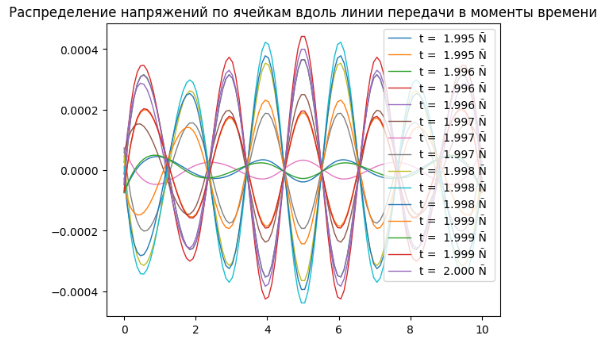 Распределение напряжений по ячейкам вдоль линии передачи в моменты времени
0.0004
0.0002
0.0000
−0.0002
−0.0004
0
2
4
6
8
10
t = 1.995 Ñ
t = 1.995 Ñ
t = 1.996 Ñ
t = 1.996 Ñ
t = 1.996 Ñ
t = 1.997 Ñ
t = 1.997 Ñ
t = 1.997 Ñ
t = 1.998 Ñ
t = 1.998 Ñ
t = 1.998 Ñ
t = 1.999 Ñ
t = 1.999 Ñ
t = 1.999 Ñ
t = 2.000 Ñ